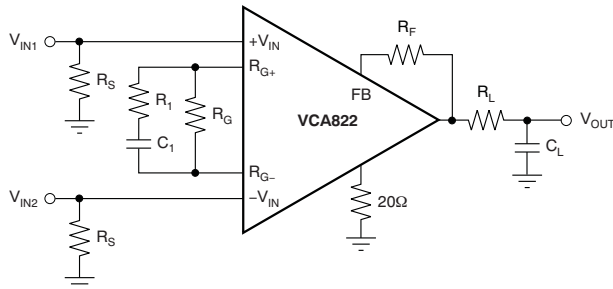 V_IN1
+V_IN
R_F
R_S
R_G+
R_1
R_G
FB
R_L
VCA822
V_OUT
C_1
C_L
R_G−
V_IN2
−V_IN
20Ω
R_S